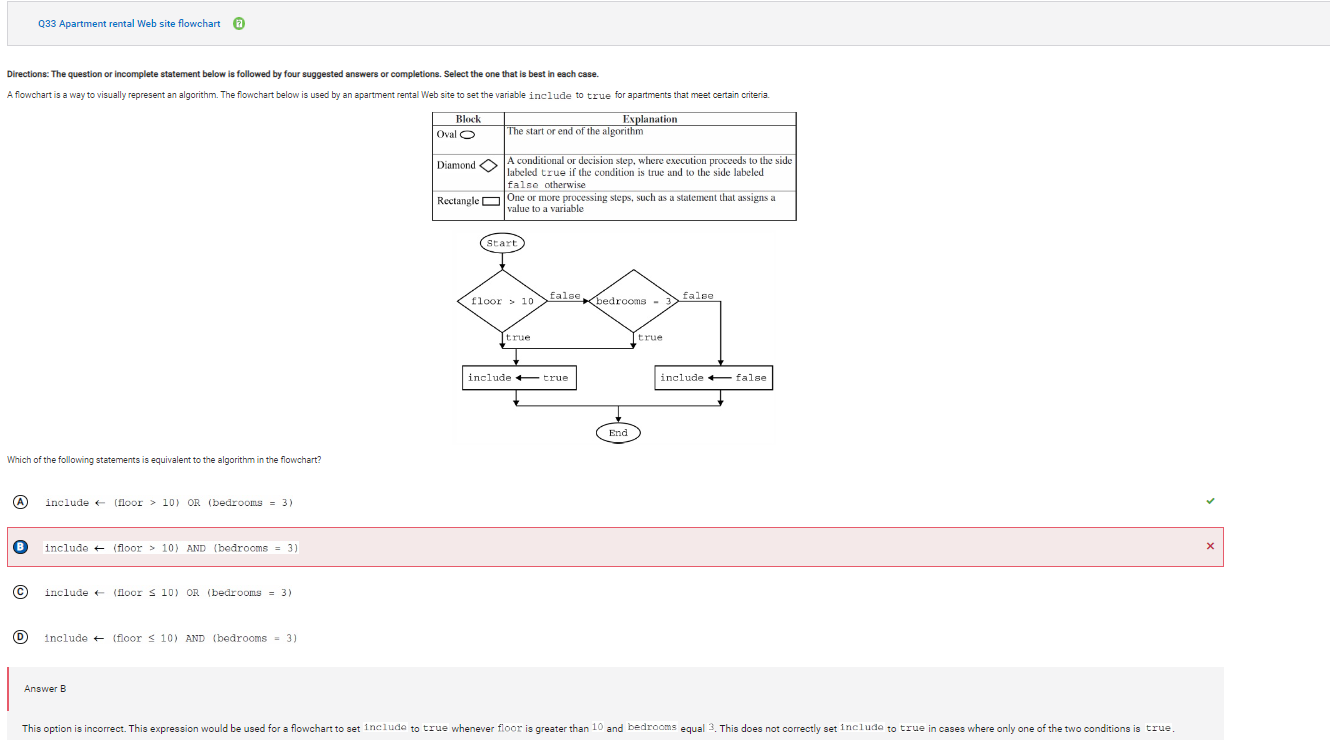 Q33 Apartment rental Web site flowchart ?
Directions: The question or incomplete statement below is followed by four suggested answers or completions. Select the one that is best in each case.
A flowchart is a way to visually represent an algorithm. The flowchart below is used by an apartment rental Web site to set the variable include to true for apartments that meet certain criteria.
Block Explanation
Oval The start or end of the algorithm
Diamond A conditional or decision step, where execution proceeds to the side
labeled true if the condition is true and to the side labeled
false otherwise
Rectangle One or more processing steps, such as a statement that assigns a
value to a variable
Start
floor > 10 false bedrooms = 3 false
true true
include ← true include ← false
End
Which of the following statements is equivalent to the algorithm in the flowchart?
A include ← (floor > 10) OR (bedrooms = 3)
B include ← (floor > 10) AND (bedrooms = 3)
C include ← (floor ≤ 10) OR (bedrooms = 3)
D include ← (floor ≤ 10) AND (bedrooms = 3)
Answer B
This option is incorrect. This expression would be used for a flowchart to set include to true whenever floor is greater than 10 and bedrooms equal 3. This does not correctly set include to true in cases where only one of the two conditions is true.